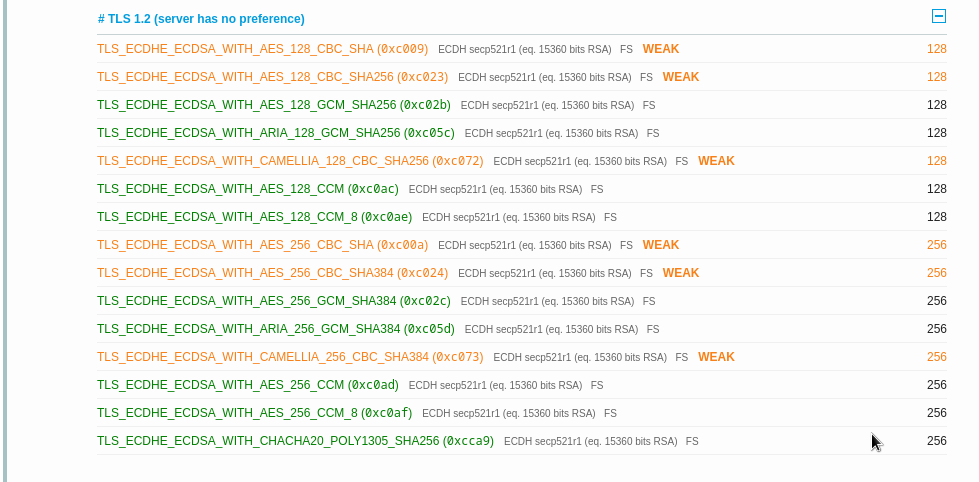 # TLS 1.2 (server has no preference)
TLS_ECDHE_ECDSA_WITH_AES_128_CBC_SHA (0xc009) ECDH secp521r1 (eq. 15360 bits RSA) FS WEAK 128
TLS_ECDHE_ECDSA_WITH_AES_128_CBC_SHA256 (0xc023) ECDH secp521r1 (eq. 15360 bits RSA) FS WEAK 128
TLS_ECDHE_ECDSA_WITH_AES_128_GCM_SHA256 (0xc02b) ECDH secp521r1 (eq. 15360 bits RSA) FS 128
TLS_ECDHE_ECDSA_WITH_ARIA_128_GCM_SHA256 (0xc05c) ECDH secp521r1 (eq. 15360 bits RSA) FS 128
TLS_ECDHE_ECDSA_WITH_CAMELLIA_128_CBC_SHA256 (0xc072) ECDH secp521r1 (eq. 15360 bits RSA) FS WEAK 128
TLS_ECDHE_ECDSA_WITH_AES_128_CCM (0xc0ac) ECDH secp521r1 (eq. 15360 bits RSA) FS 128
TLS_ECDHE_ECDSA_WITH_AES_128_CCM_8 (0xc0ae) ECDH secp521r1 (eq. 15360 bits RSA) FS 128
TLS_ECDHE_ECDSA_WITH_AES_256_CBC_SHA (0xc00a) ECDH secp521r1 (eq. 15360 bits RSA) FS WEAK 256
TLS_ECDHE_ECDSA_WITH_AES_256_CBC_SHA384 (0xc024) ECDH secp521r1 (eq. 15360 bits RSA) FS WEAK 256
TLS_ECDHE_ECDSA_WITH_AES_256_GCM_SHA384 (0xc02c) ECDH secp521r1 (eq. 15360 bits RSA) FS 256
TLS_ECDHE_ECDSA_WITH_ARIA_256_GCM_SHA384 (0xc05d) ECDH secp521r1 (eq. 15360 bits RSA) FS 256
TLS_ECDHE_ECDSA_WITH_CAMELLIA_256_CBC_SHA384 (0xc073) ECDH secp521r1 (eq. 15360 bits RSA) FS WEAK 256
TLS_ECDHE_ECDSA_WITH_AES_256_CCM (0xc0ad) ECDH secp521r1 (eq. 15360 bits RSA) FS 256
TLS_ECDHE_ECDSA_WITH_AES_256_CCM_8 (0xc0af) ECDH secp521r1 (eq. 15360 bits RSA) FS 256
TLS_ECDHE_ECDSA_WITH_CHACHA20_POLY1305_SHA256 (0xcca9) ECDH secp521r1 (eq. 15360 bits RSA) FS 256